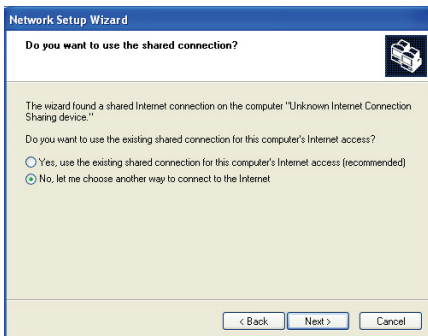 Network Setup Wizard
Do you want to use the shared connection?
The wizard found a shared Internet connection on the computer "Unknown Internet Connection
Sharing device."
Do you want to use the existing shared connection for this computer's Internet access?
Yes, use the existing shared connection for this computer's Internet access (recommended)
No, let me choose another way to connect to the Internet
< Back Next > Cancel